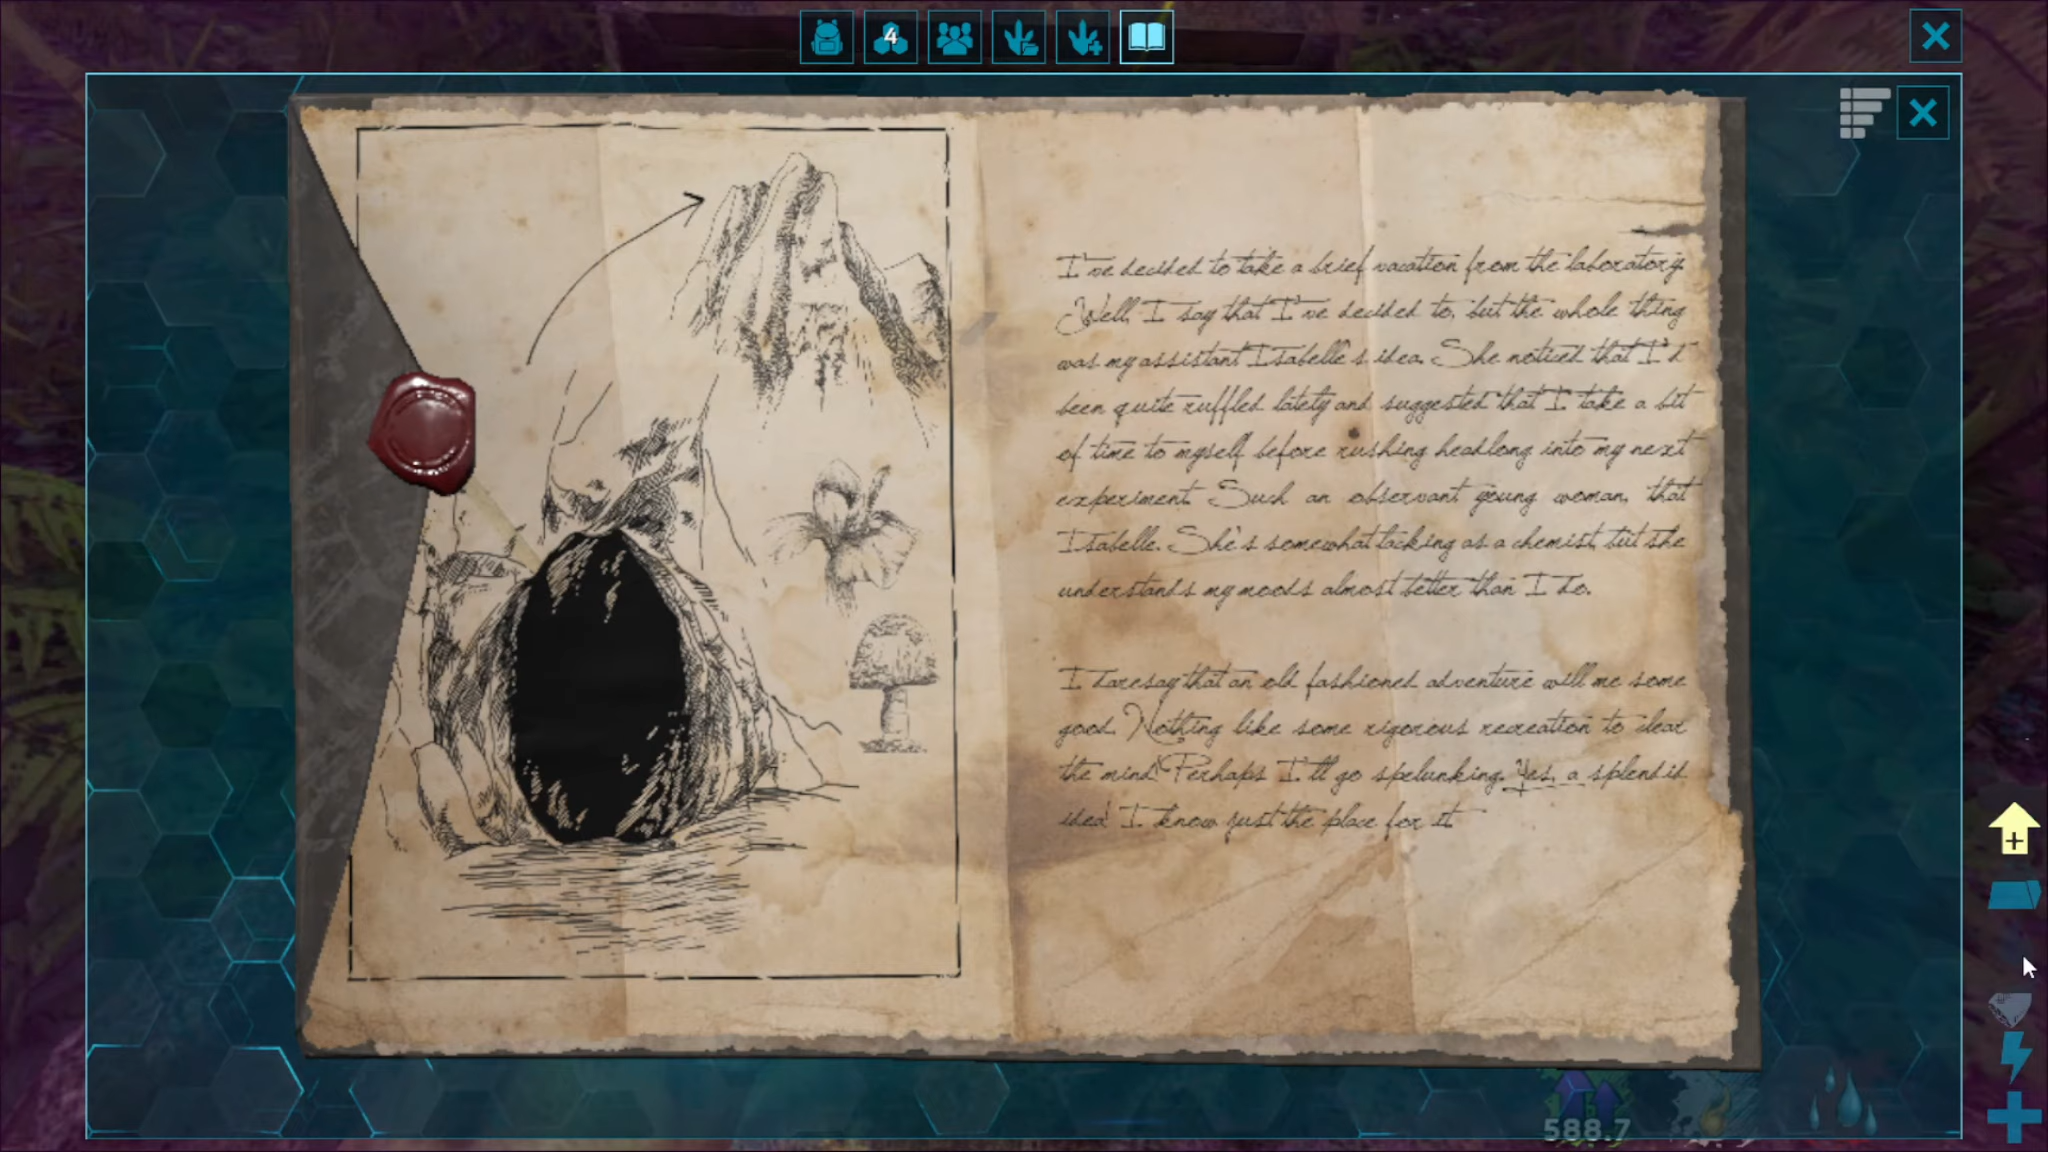 4
I've decided to take a brief vacation from the laboratory.
Well, I say that I've decided to, but the whole thing
was my assistant Isabelle's idea. She noticed that I'd
been quite ruffled lately and suggested that I take a bit
of time to myself before rushing headlong into my next
experiment. Such an observant young woman, that
Isabelle. She's somewhat lacking as a chemist, but she
understands my moods almost better than I do.
I daresay that an old fashioned adventure will me some
good. Nothing like some rigorous recreation to clear
the mind! Perhaps I'll go spelunking. Yes, a splendid
idea! I know just the place for it.
588.7